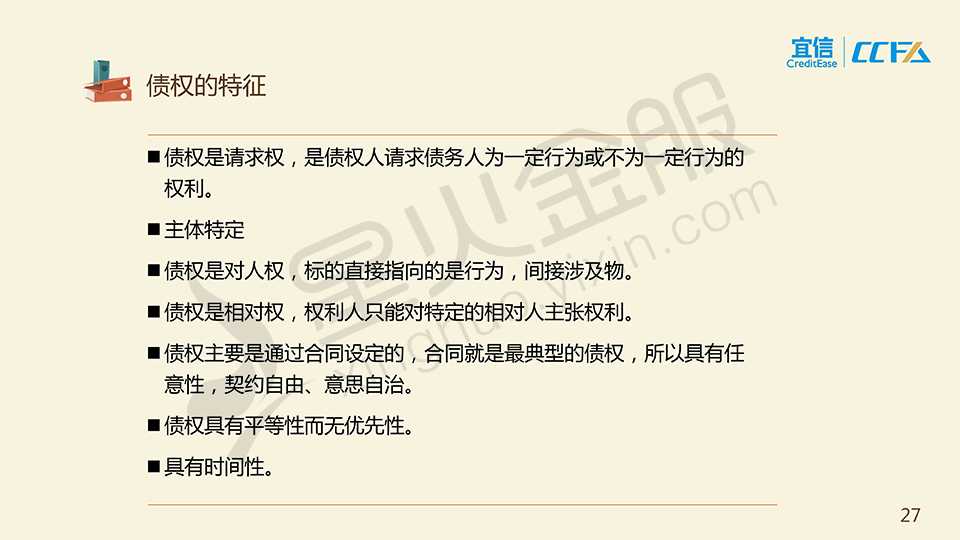 宜信
CreditEase
CCFA
债权的特征
■债权是请求权，是债权人请求债务人为一定行为或不为一定行为的
权利。
■主体特定
■债权是对人权，标的直接指向的是行为，间接涉及物。
■债权是相对权，权利人只能对特定的相对人主张权利。
■债权主要是通过合同设定的，合同就是最典型的债权，所以具有任
意性，契约自由、意思自治。
■债权具有平等性而无优先性。
■具有时间性。
星火金服
xinghuo.yixin.com
27